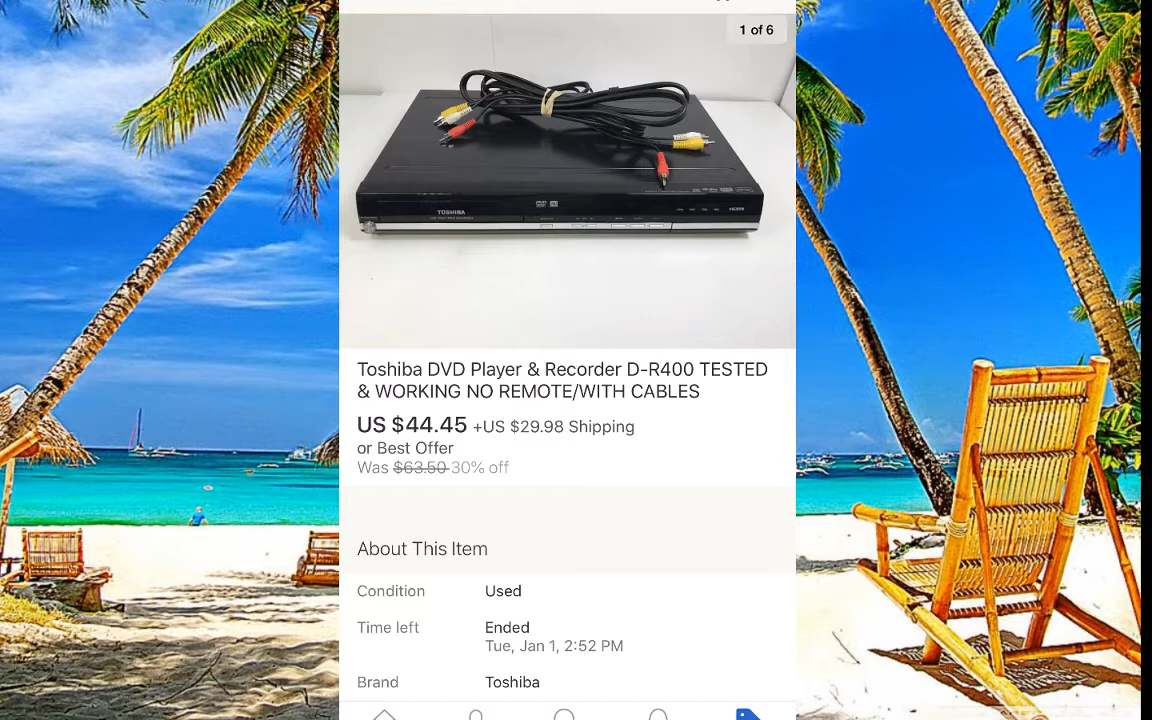 1 of 6
TOSHIBA
HDMI
Toshiba DVD Player & Recorder D-R400 TESTED
& WORKING NO REMOTE/WITH CABLES
US $44.45 +US $29.98 Shipping
or Best Offer
Was $63.50 30% off
About This Item
Condition Used
Time left Ended
Tue, Jan 1, 2:52 PM
Brand Toshiba